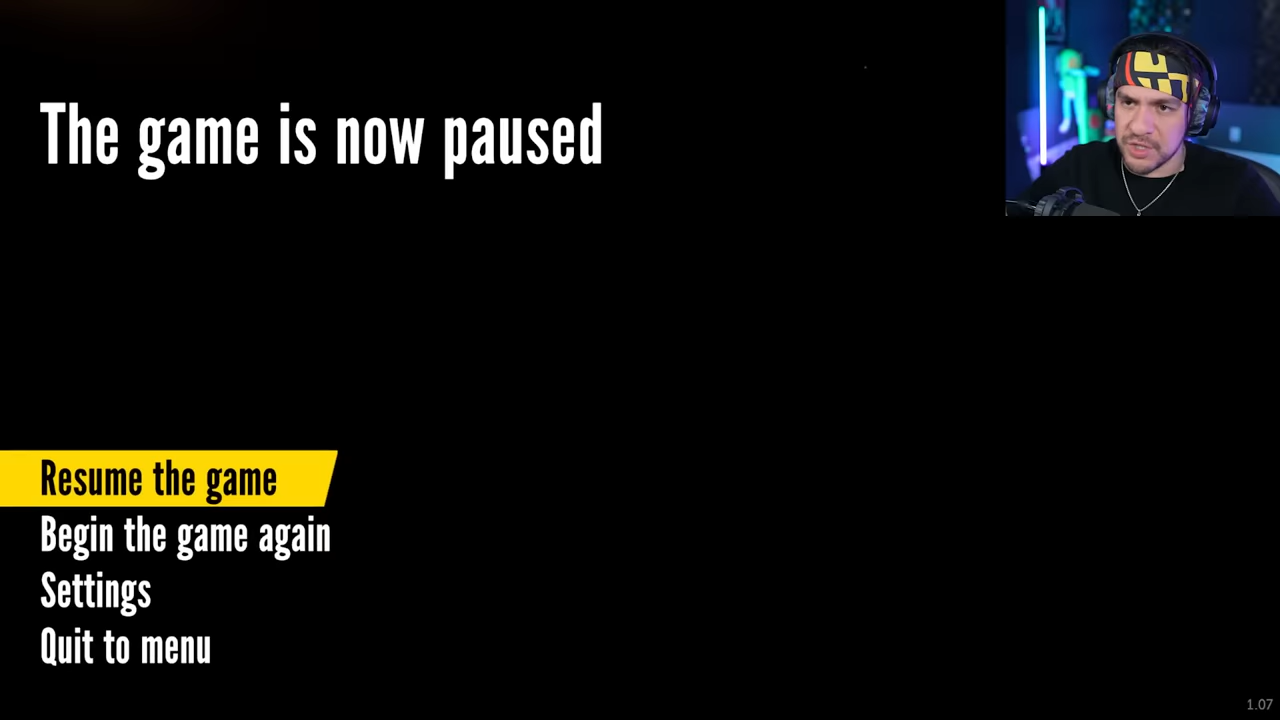 The game is now paused
Resume the game
Begin the game again
Settings
Quit to menu
1.07